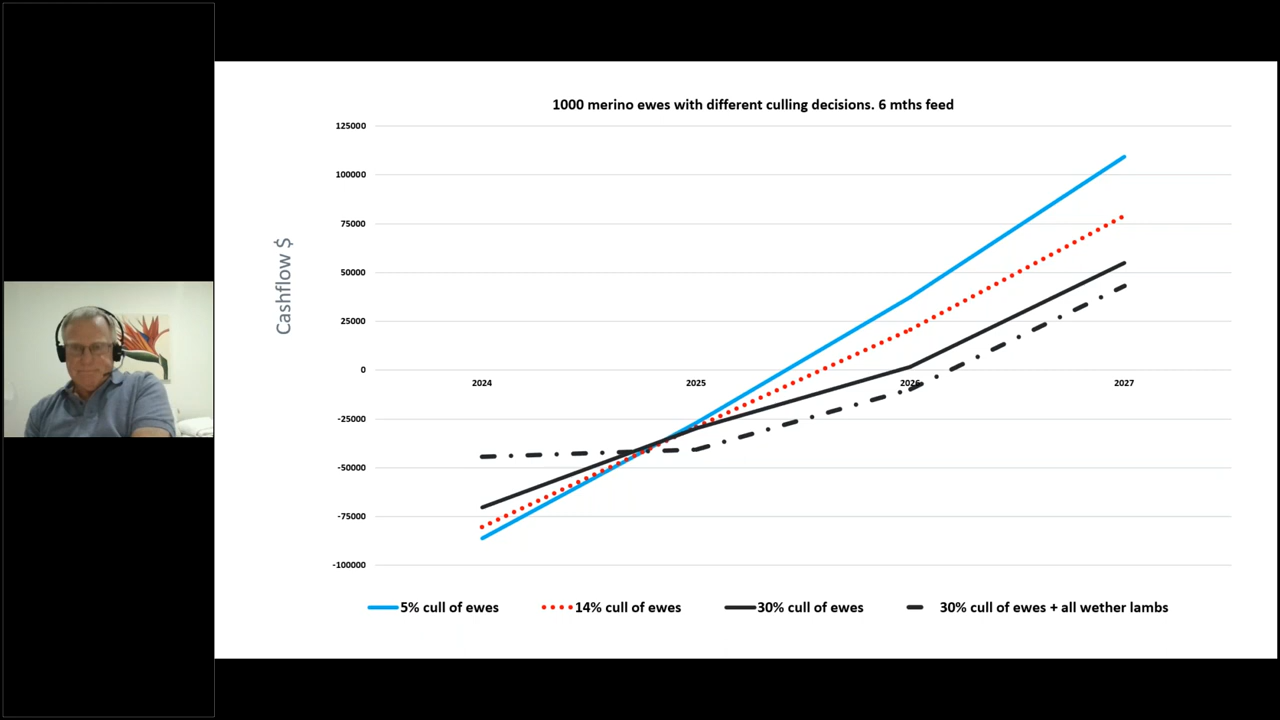 1000 merino ewes with different culling decisions. 6 mths feed
125000
100000
75000
50000
25000
0
-25000
-50000
-75000
-100000
Cashflow $
2024 2025 2026 2027
5% cull of ewes 14% cull of ewes 30% cull of ewes 30% cull of ewes + all wether lambs